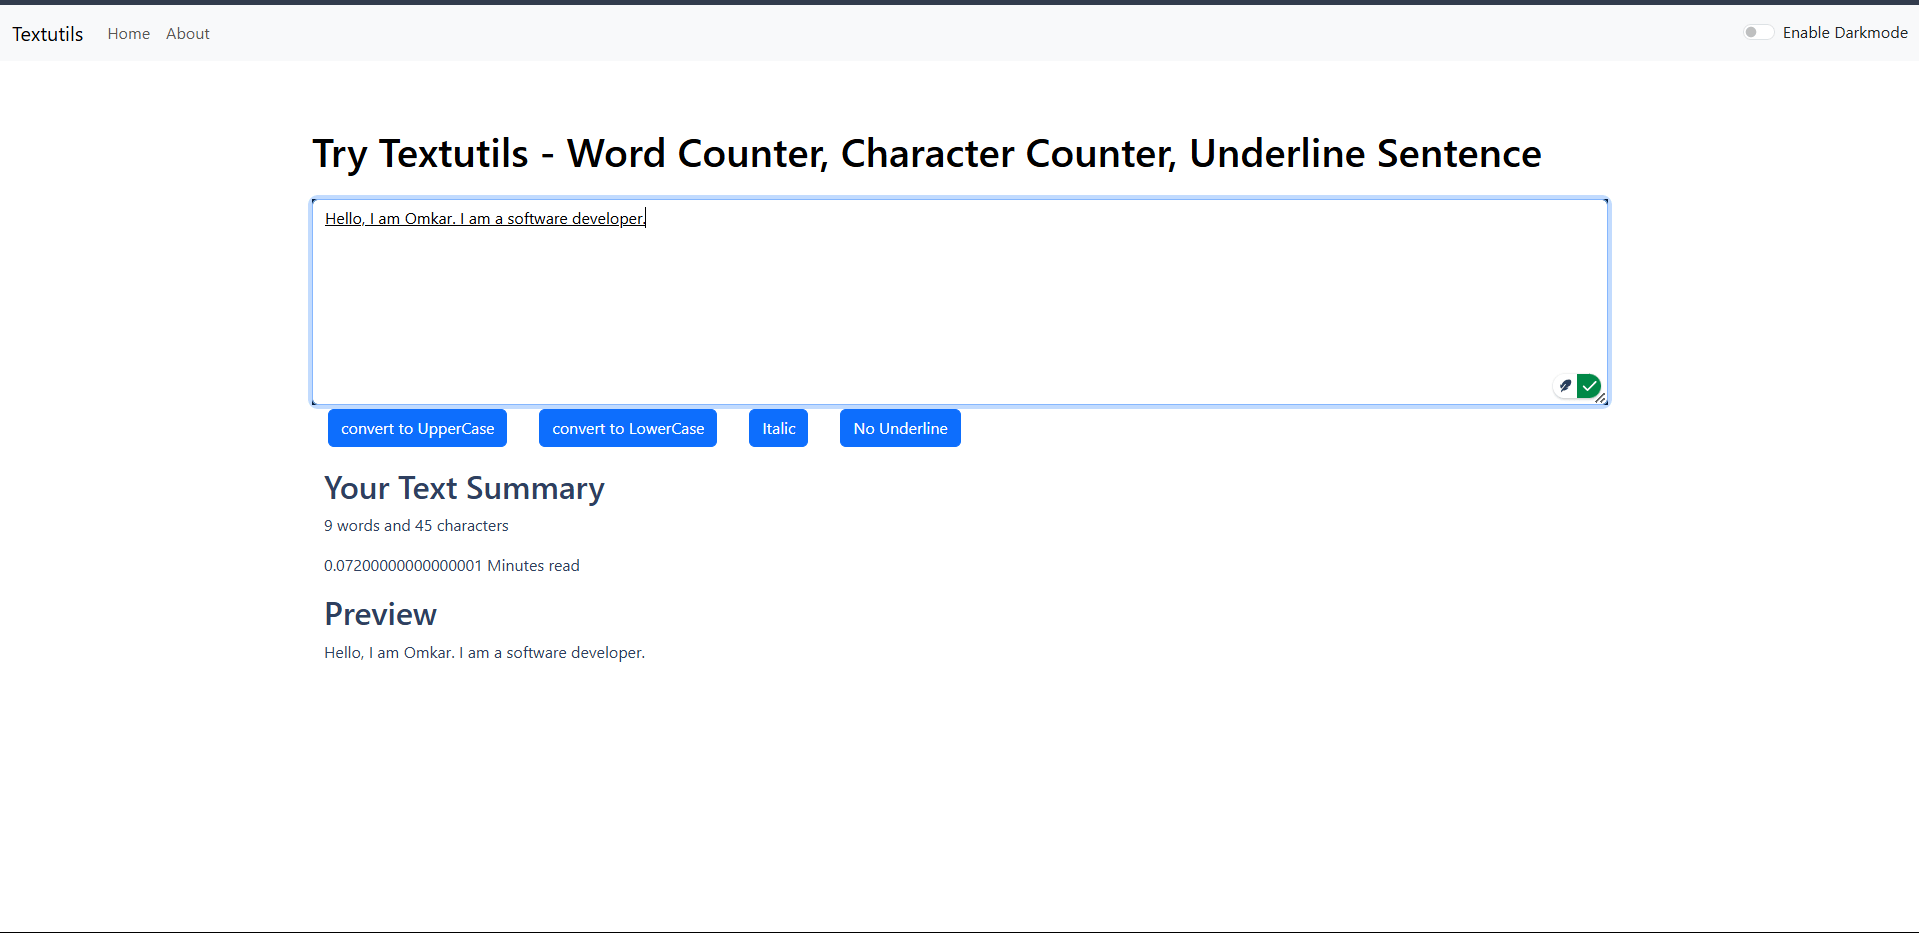 Textutils Home About Enable Darkmode
Try Textutils - Word Counter, Character Counter, Underline Sentence
Hello, I am Omkar. I am a software developer.
convert to UpperCase convert to LowerCase Italic No Underline
Your Text Summary
9 words and 45 characters
0.07200000000000001 Minutes read
Preview
Hello, I am Omkar. I am a software developer.